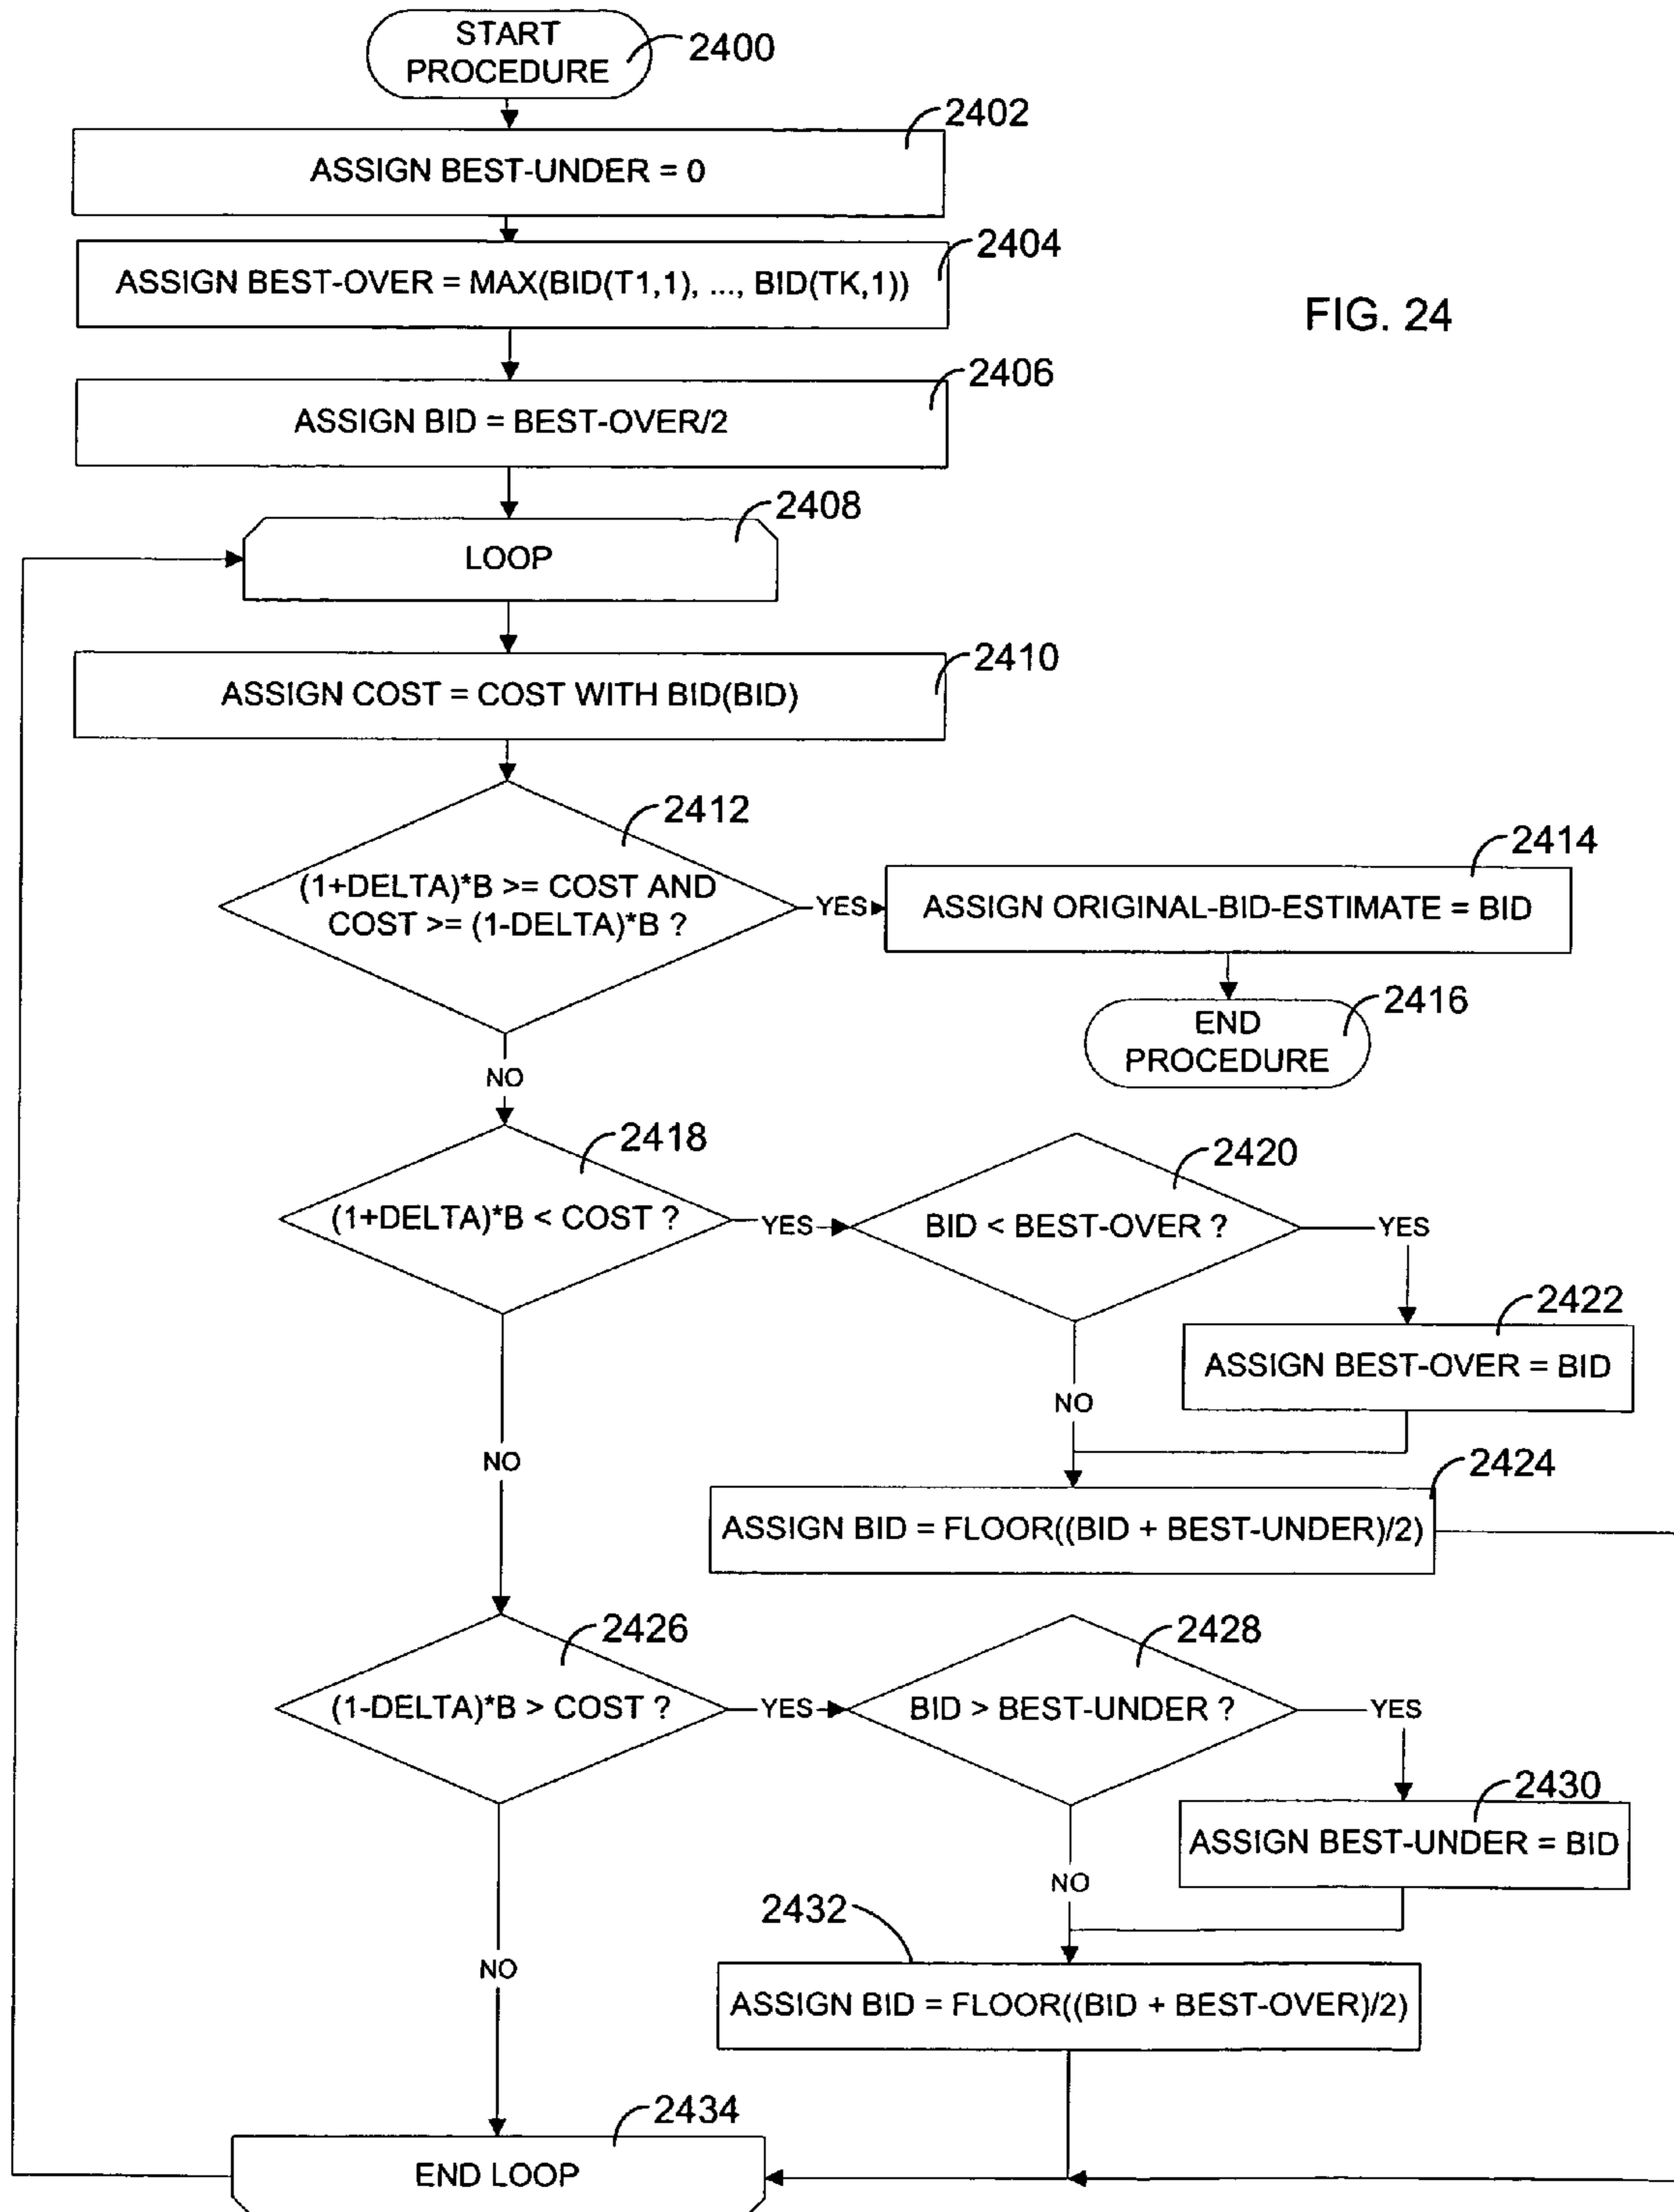 START
PROCEDURE
2400
2402
ASSIGN BEST-UNDER = 0
2404
ASSIGN BEST-OVER = MAX(BID(T1,1), ..., BID(TK,1))
FIG. 24
2406
ASSIGN BID = BEST-OVER/2
2408
LOOP
2410
ASSIGN COST = COST WITH BID(BID)
2412
(1+DELTA)*B >= COST AND
COST >= (1-DELTA)*B ?
YES
2414
ASSIGN ORIGINAL-BID-ESTIMATE = BID
2416
END
PROCEDURE
NO
2418
(1+DELTA)*B < COST ?
YES
2420
BID < BEST-OVER ?
YES
2422
ASSIGN BEST-OVER = BID
NO
NO
2424
ASSIGN BID = FLOOR((BID + BEST-UNDER)/2)
2426
(1-DELTA)*B > COST ?
YES
2428
BID > BEST-UNDER ?
YES
2430
ASSIGN BEST-UNDER = BID
NO
2432
NO
ASSIGN BID = FLOOR((BID + BEST-OVER)/2)
2434
END LOOP